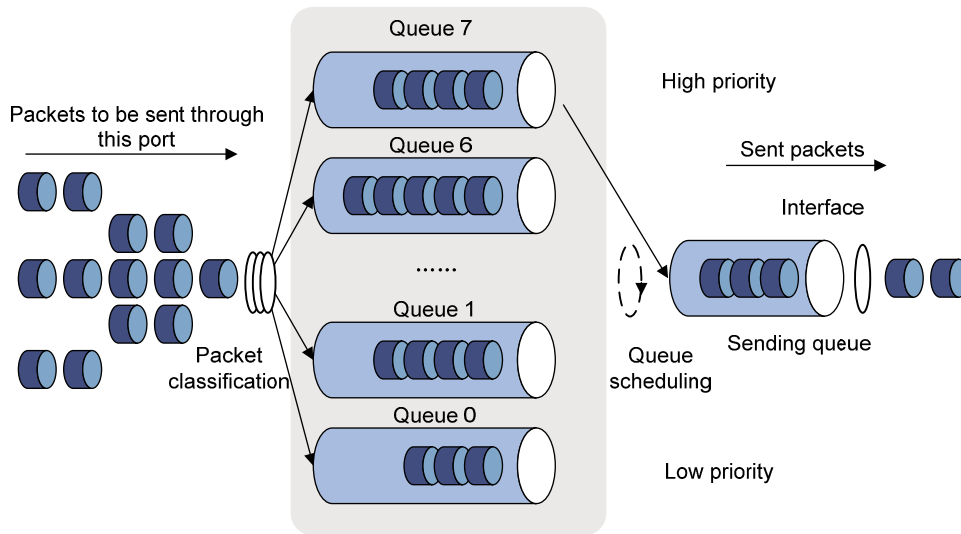 Queue 7
High priority
Packets to be sent through
this port
Queue 6
Sent packets
Interface
......
Queue 1
Packet
classification
Sending queue
Queue
scheduling
Queue 0
Low priority